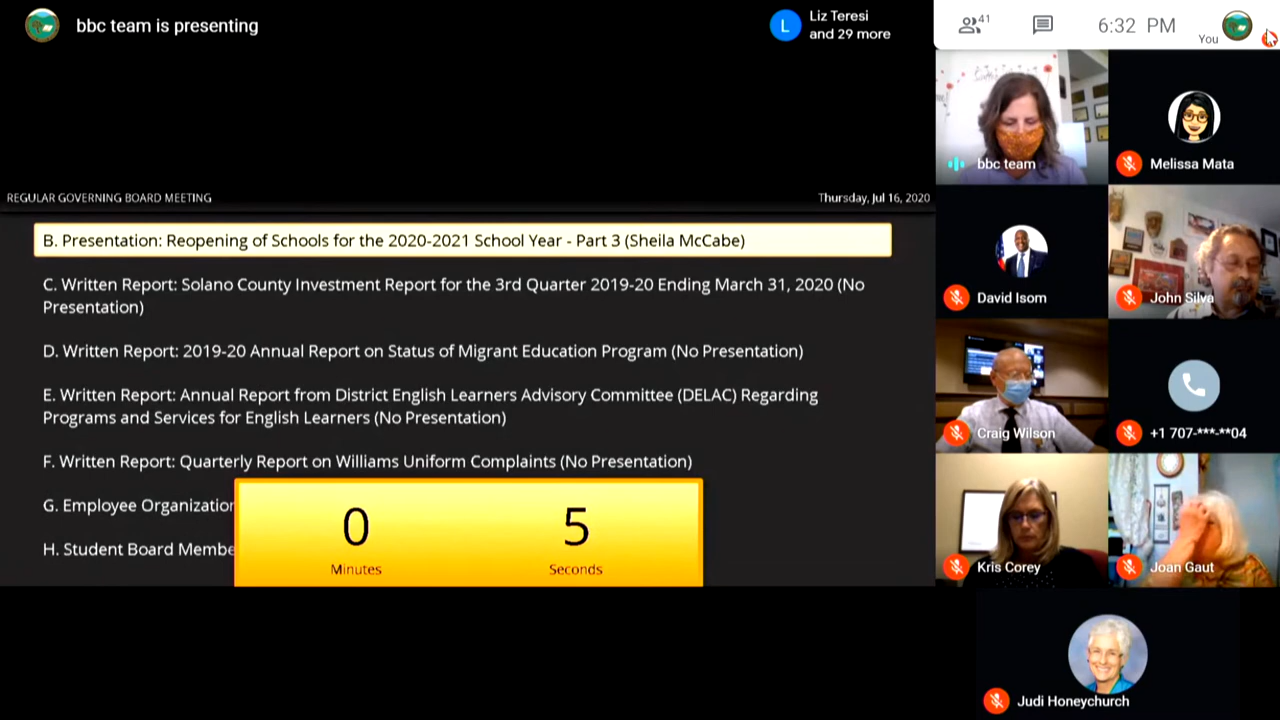 bbc team is presenting
L
Liz Teresi
and 29 more
41
6:32 PM
You
REGULAR GOVERNING BOARD MEETING
Thursday, Jul 16, 2020
B. Presentation: Reopening of Schools for the 2020-2021 School Year - Part 3 (Sheila McCabe)
C. Written Report: Solano County Investment Report for the 3rd Quarter 2019-20 Ending March 31, 2020 (No
Presentation)
D. Written Report: 2019-20 Annual Report on Status of Migrant Education Program (No Presentation)
E. Written Report: Annual Report from District English Learners Advisory Committee (DELAC) Regarding
Programs and Services for English Learners (No Presentation)
F. Written Report: Quarterly Report on Williams Uniform Complaints (No Presentation)
G. Employee Organization
H. Student Board Membe
0 5
Minutes Seconds
bbc team
Melissa Mata
David Isom
John Silva
Craig Wilson
+1 707-***-**04
Kris Corey
Joan Gaut
Judi Honeychurch